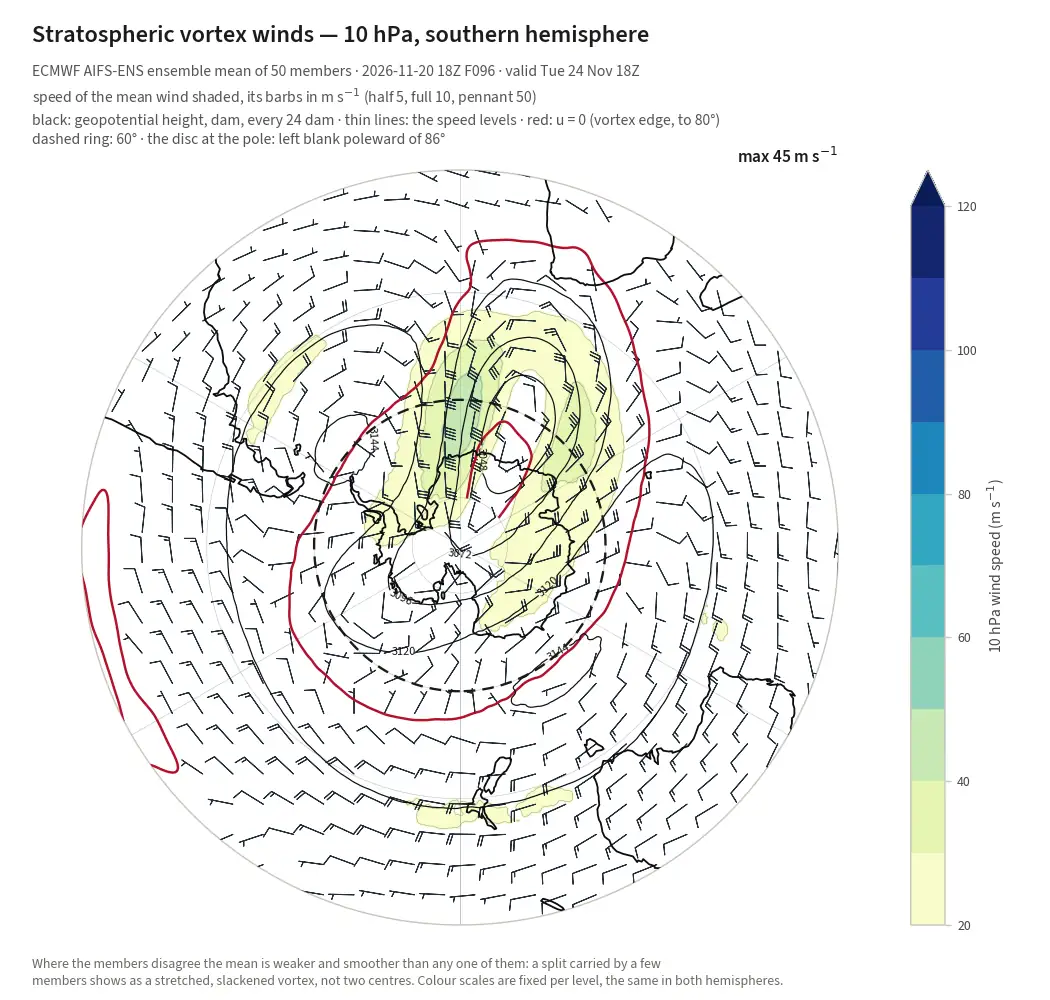 Stratospheric vortex winds — 10 hPa, southern hemisphere
ECMWF AIFS-ENS ensemble mean of 50 members · 2026-11-20 18Z F096 · valid Tue 24 Nov 18Z
speed of the mean wind shaded, its barbs in m s⁻¹ (half 5, full 10, pennant 50)
black: geopotential height, dam, every 24 dam · thin lines: the speed levels · red: u = 0 (vortex edge, to 80°)
dashed ring: 60° · the disc at the pole: left blank poleward of 86°
max 45 m s⁻¹
120
100
80
60
40
20
10 hPa wind speed (m s⁻¹)
3144
3048
3072
3096
3120
3120
3144
Where the members disagree the mean is weaker and smoother than any one of them: a split carried by a few
members shows as a stretched, slackened vortex, not two centres. Colour scales are fixed per level, the same in both hemispheres.